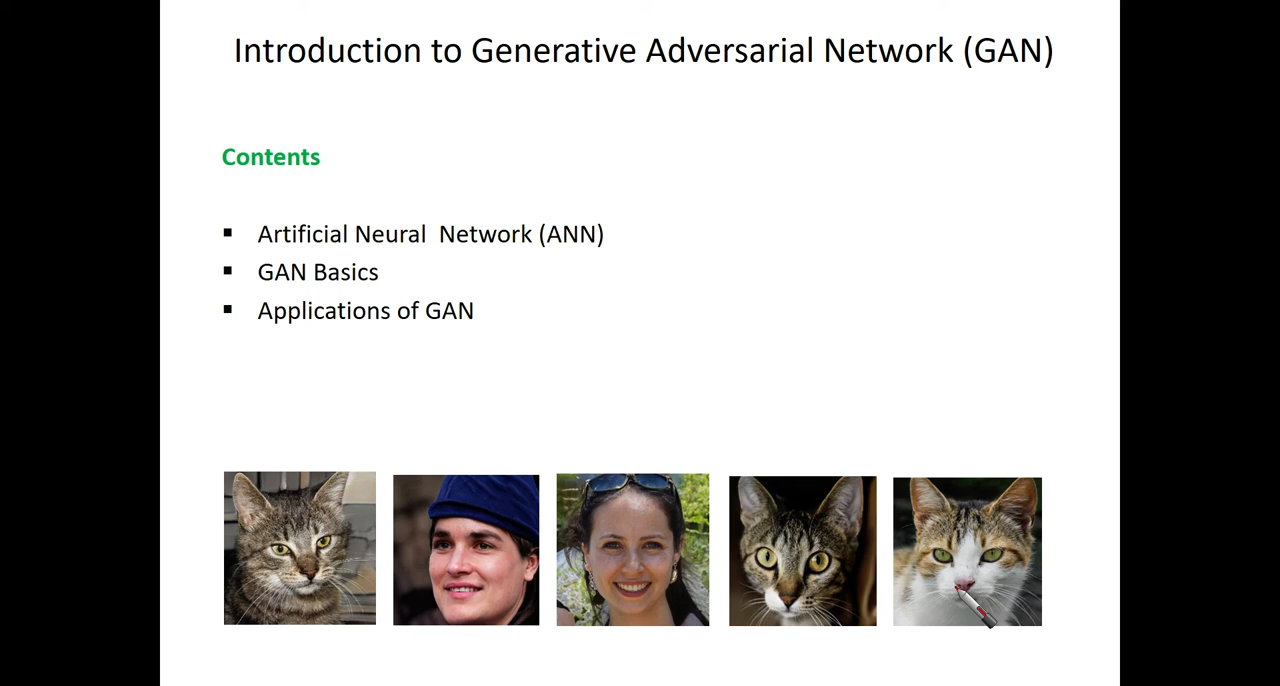 Introduction to Generative Adversarial Network (GAN)
Contents
▪ Artificial Neural  Network (ANN)
▪ GAN Basics
▪ Applications of GAN